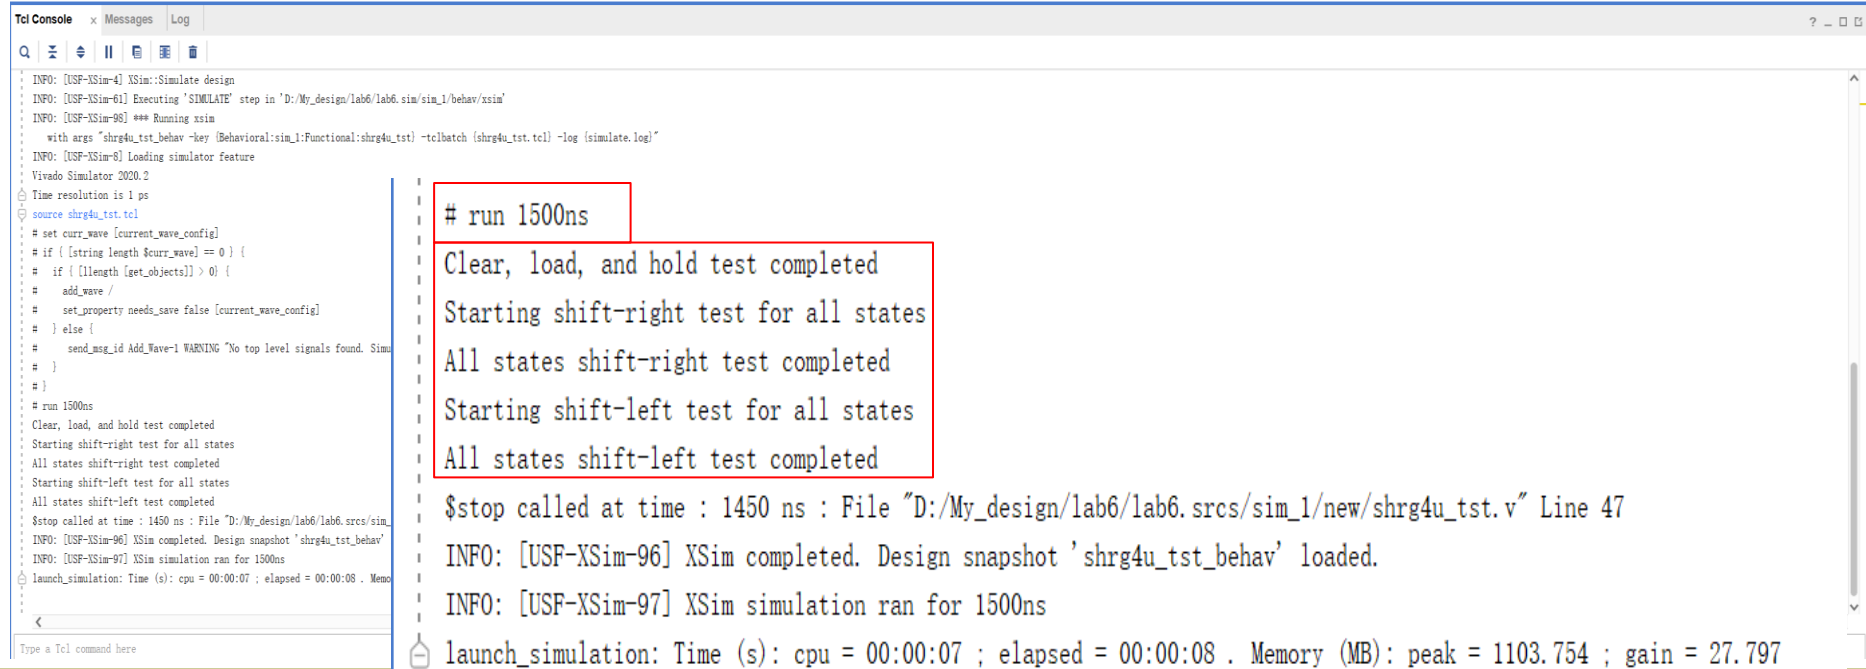 Tcl Console x Messages Log
? _
INFO: [USF-XSim-4] XSim::Simulate design
INFO: [USF-XSim-61] Executing 'SIMULATE' step in 'D:/My_design/lab6/lab6.sim/sim_1/behav/xsim'
INFO: [USF-XSim-98] *** Running xsim
with args "shrg4u_tst_behav -key {Behavioral:sim_1:Functional:shrg4u_tst} -tclbatch {shrg4u_tst.tcl} -log {simulate.log}"
INFO: [USF-XSim-8] Loading simulator feature
Vivado Simulator 2020.2
Time resolution is 1 ps
source shrg4u_tst.tcl
# set curr_wave [current_wave_config]
# if { [string length $curr_wave] == 0 } {
#   if { [llength [get_objects]] > 0} {
#     add_wave /
#     set_property needs_save false [current_wave_config]
#   } else {
#      send_msg_id Add_Wave-1 WARNING "No top level signals found. Simu
#   }
# }
# run 1500ns
Clear, load, and hold test completed
Starting shift-right test for all states
All states shift-right test completed
Starting shift-left test for all states
All states shift-left test completed
$stop called at time : 1450 ns : File "D:/My_design/lab6/lab6.srcs/sim_
INFO: [USF-XSim-96] XSim completed. Design snapshot 'shrg4u_tst_behav'
INFO: [USF-XSim-97] XSim simulation ran for 1500ns
launch_simulation: Time (s): cpu = 00:00:07 ; elapsed = 00:00:08 . Memo
Type a Tcl command here
# run 1500ns
Clear, load, and hold test completed
Starting shift-right test for all states
All states shift-right test completed
Starting shift-left test for all states
All states shift-left test completed
$stop called at time : 1450 ns : File "D:/My_design/lab6/lab6.srcs/sim_1/new/shrg4u_tst.v" Line 47
INFO: [USF-XSim-96] XSim completed. Design snapshot 'shrg4u_tst_behav' loaded.
INFO: [USF-XSim-97] XSim simulation ran for 1500ns
launch_simulation: Time (s): cpu = 00:00:07 ; elapsed = 00:00:08 . Memory (MB): peak = 1103.754 ; gain = 27.797